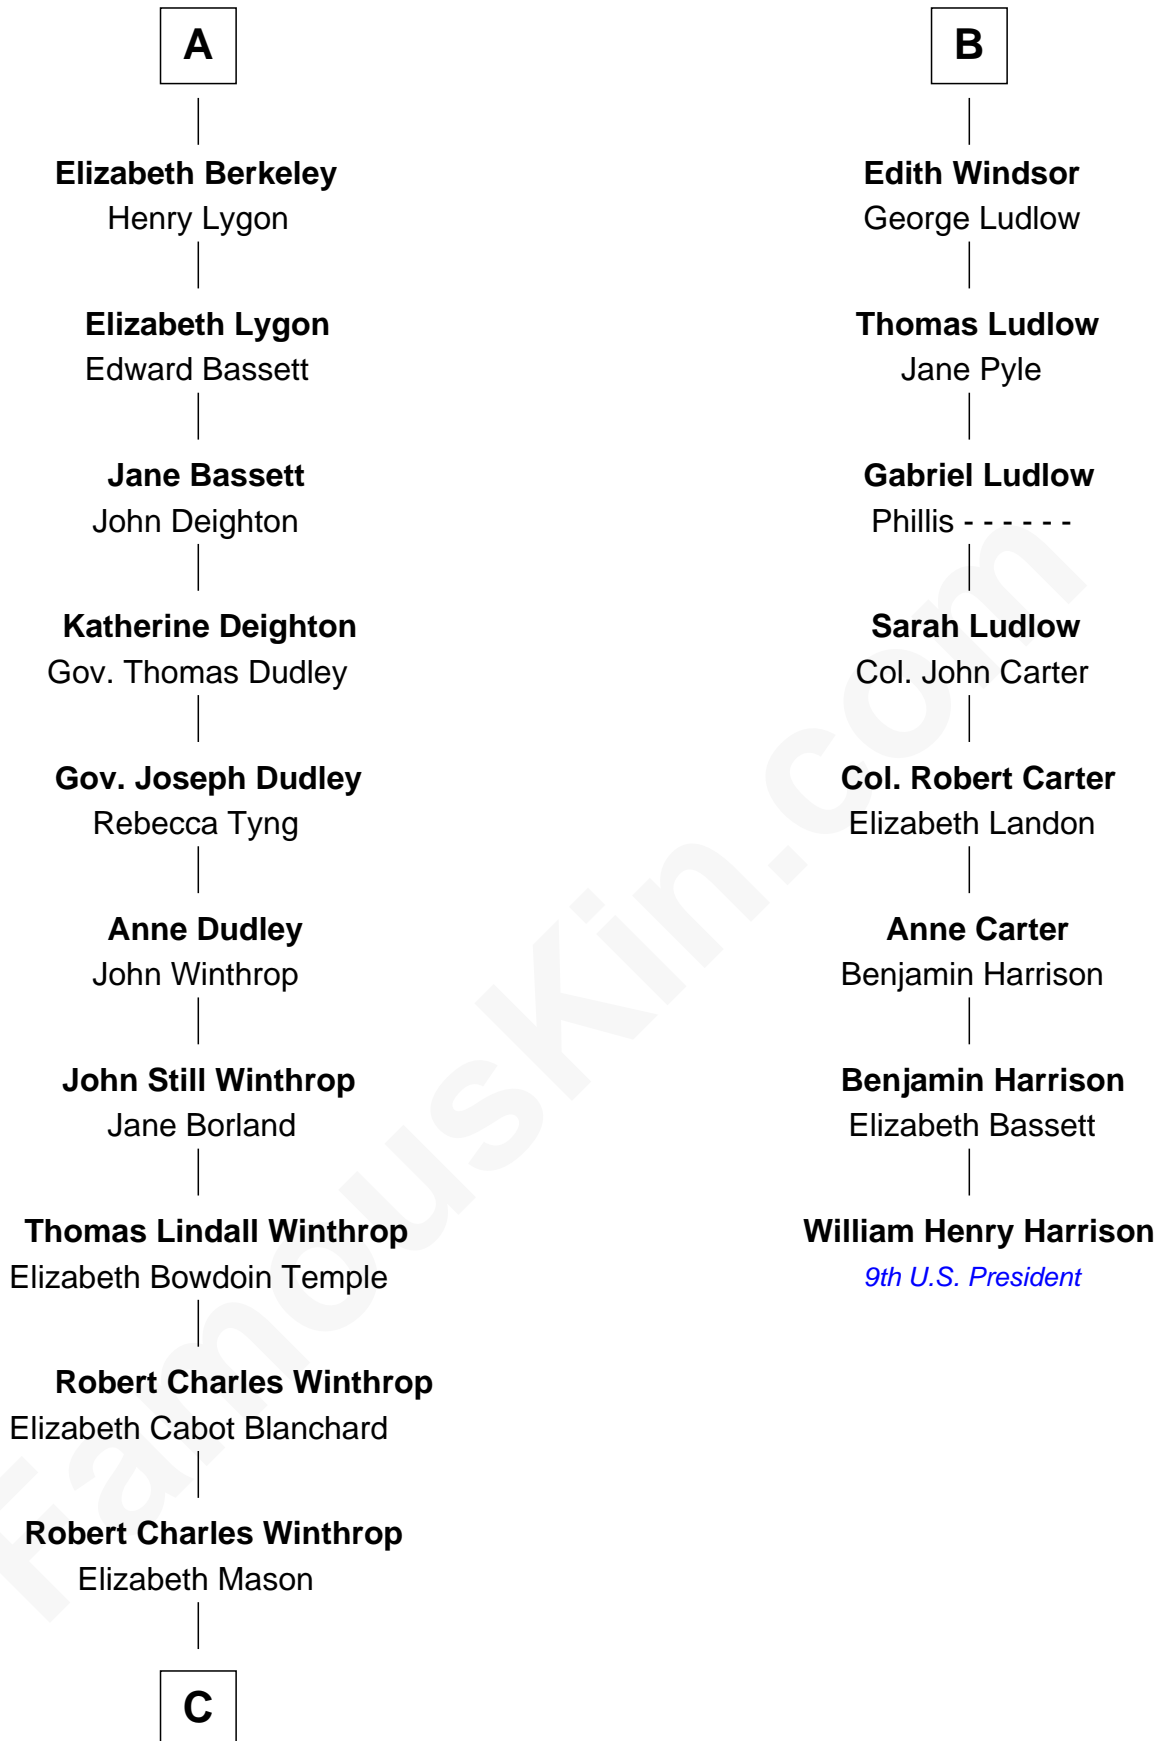 A
Elizabeth Berkeley
Henry Lygon
Elizabeth Lygon
Edward Bassett
Jane Bassett
John Deighton
Katherine Deighton
Gov. Thomas Dudley
Gov. Joseph Dudley
Rebecca Tyng
Anne Dudley
John Winthrop
John Still Winthrop
Jane Borland
Thomas Lindall Winthrop
Elizabeth Bowdoin Temple
Robert Charles Winthrop
Elizabeth Cabot Blanchard
Robert Charles Winthrop
Elizabeth Mason
C
B
Edith Windsor
George Ludlow
Thomas Ludlow
Jane Pyle
Gabriel Ludlow
Phillis - - - - - -
Sarah Ludlow
Col. John Carter
Col. Robert Carter
Elizabeth Landon
Anne Carter
Benjamin Harrison
Benjamin Harrison
Elizabeth Bassett
William Henry Harrison
9th U.S. President
FamousKin.com